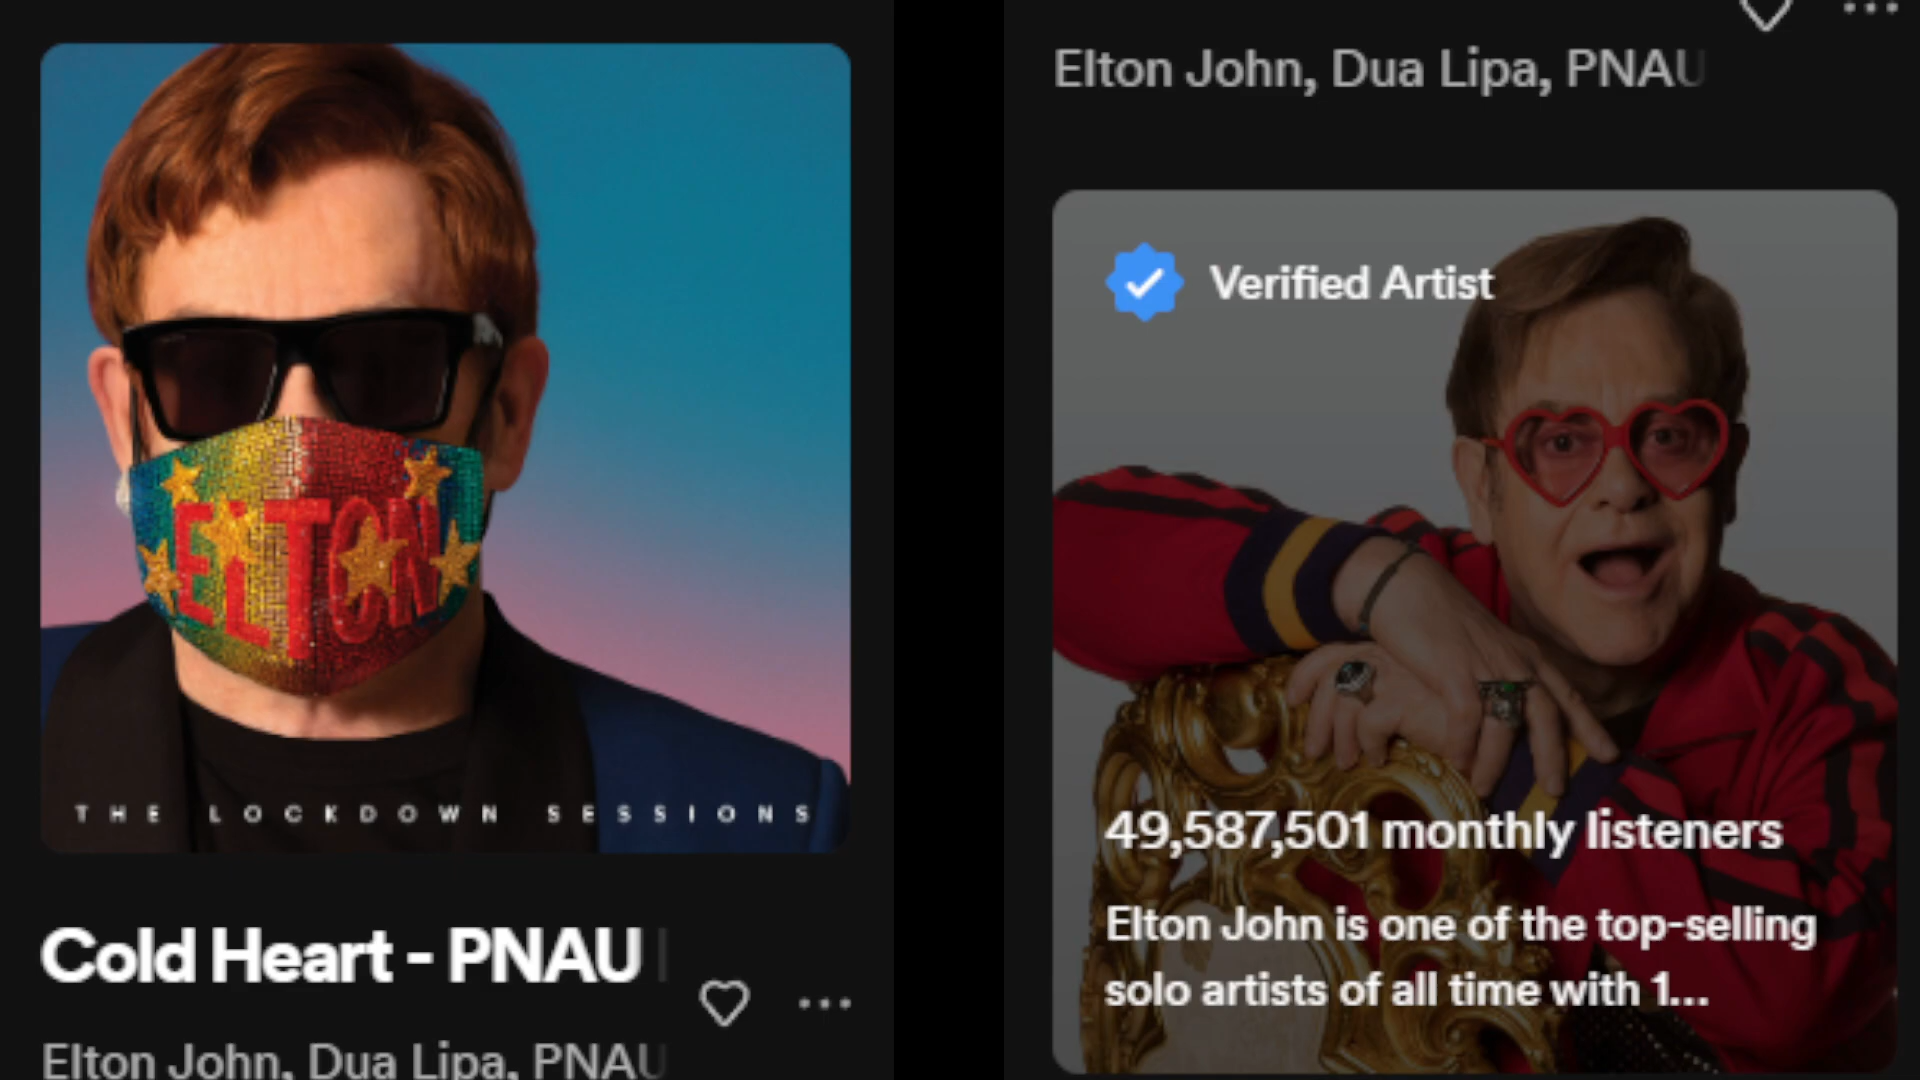 ELTON
THE LOCKDOWN SESSIONS
Cold Heart - PNAU
Elton John, Dua Lipa, PNAU
Elton John, Dua Lipa, PNAU
Verified Artist
49,587,501 monthly listeners
Elton John is one of the top-selling
solo artists of all time with 1...